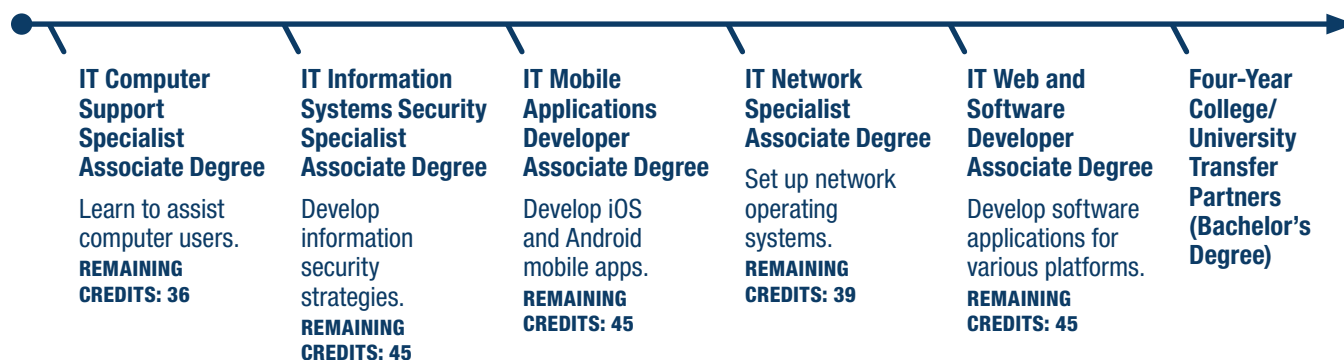 IT Computer
Support
Specialist
Associate Degree
Learn to assist
computer users.
REMAINING
CREDITS: 36
IT Information
Systems Security
Specialist
Associate Degree
Develop
information
security
strategies.
REMAINING
CREDITS: 45
IT Mobile
Applications
Developer
Associate Degree
Develop iOS
and Android
mobile apps.
REMAINING
CREDITS: 45
IT Network
Specialist
Associate Degree
Set up network
operating
systems.
REMAINING
CREDITS: 39
IT Web and
Software
Developer
Associate Degree
Develop software
applications for
various platforms.
REMAINING
CREDITS: 45
Four-Year
College/
University
Transfer
Partners
(Bachelor’s
Degree)